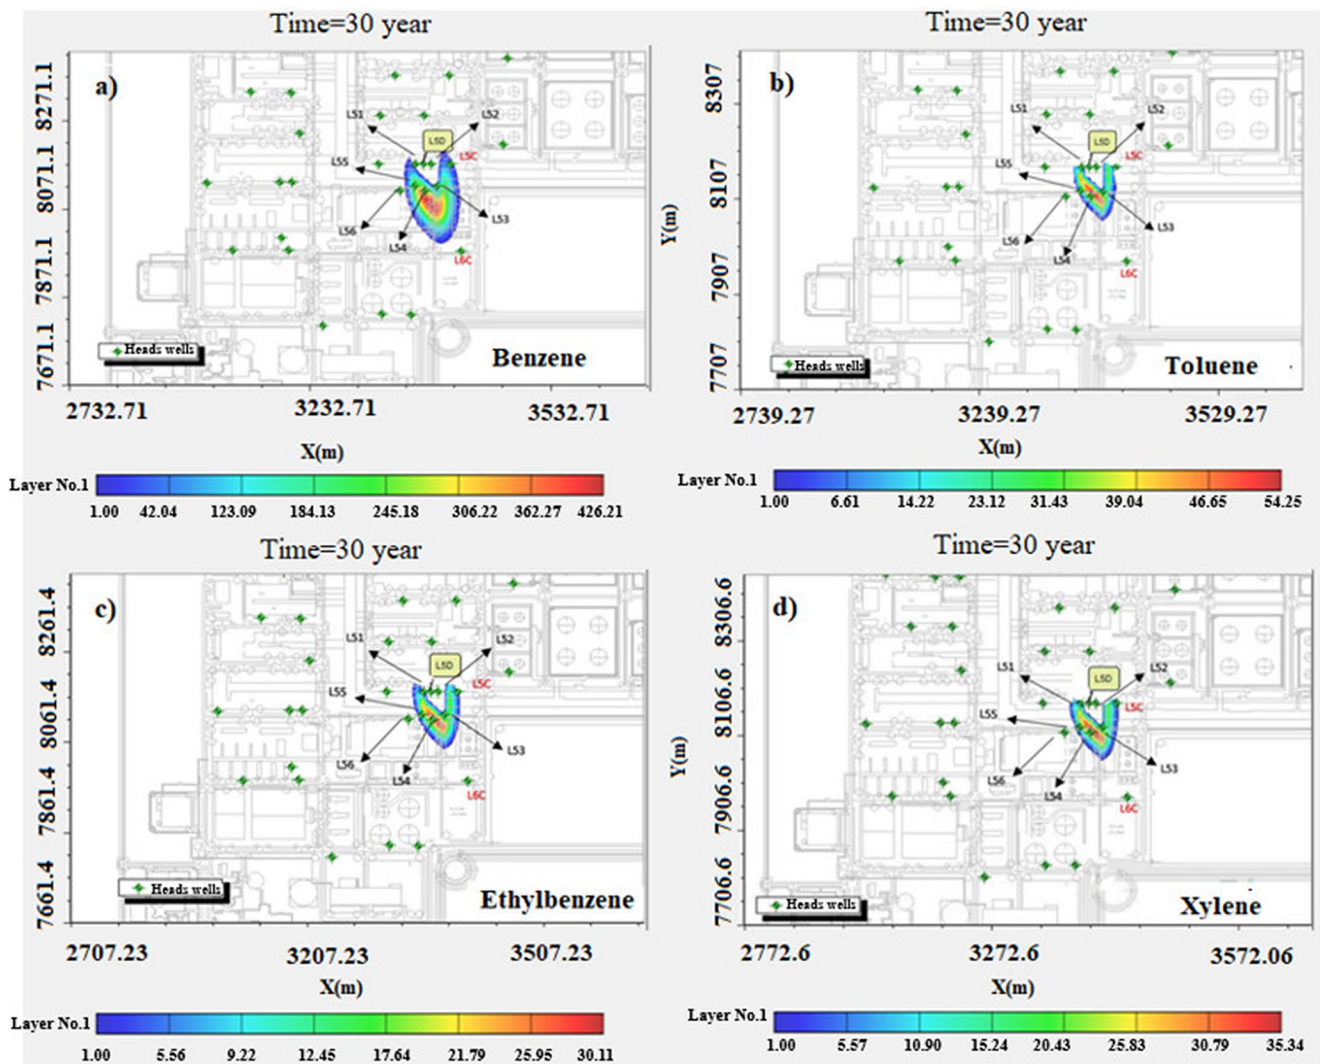 Time=30 year
a)
8271.1
8071.1
7871.1
7671.1
L51
L52
L5D
L5C
L55
L53
L56
L54
L6C
Heads wells
Benzene
2732.71 3232.71 3532.71
X(m)
Layer No.1
1.00 42.04 123.09 184.13 245.18 306.22 362.27 426.21
Time=30 year
b)
Y(m)
8307
8107
7907
7707
L51
L52
L5D
L5C
L55
L53
L56
L54
L6C
Heads wells
Toluene
2739.27 3239.27 3529.27
X(m)
Layer No.1
1.00 6.61 14.22 23.12 31.43 39.04 46.65 54.25
Time=30 year
c)
8261.4
8061.4
7861.4
7661.4
L51
L52
L5D
L5C
L55
L53
L56
L54
L6C
Heads wells
Ethylbenzene
2707.23 3207.23 3507.23
X(m)
Layer No.1
1.00 5.56 9.22 12.45 17.64 21.79 25.95 30.11
Time=30 year
d)
Y(m)
8306.6
8106.6
7906.6
7706.6
L51
L52
L5D
L5C
L55
L53
L56
L54
L6C
Heads wells
Xylene
2772.6 3272.6 3572.06
X(m)
Layer No.1
1.00 5.57 10.90 15.24 20.43 25.83 30.79 35.34